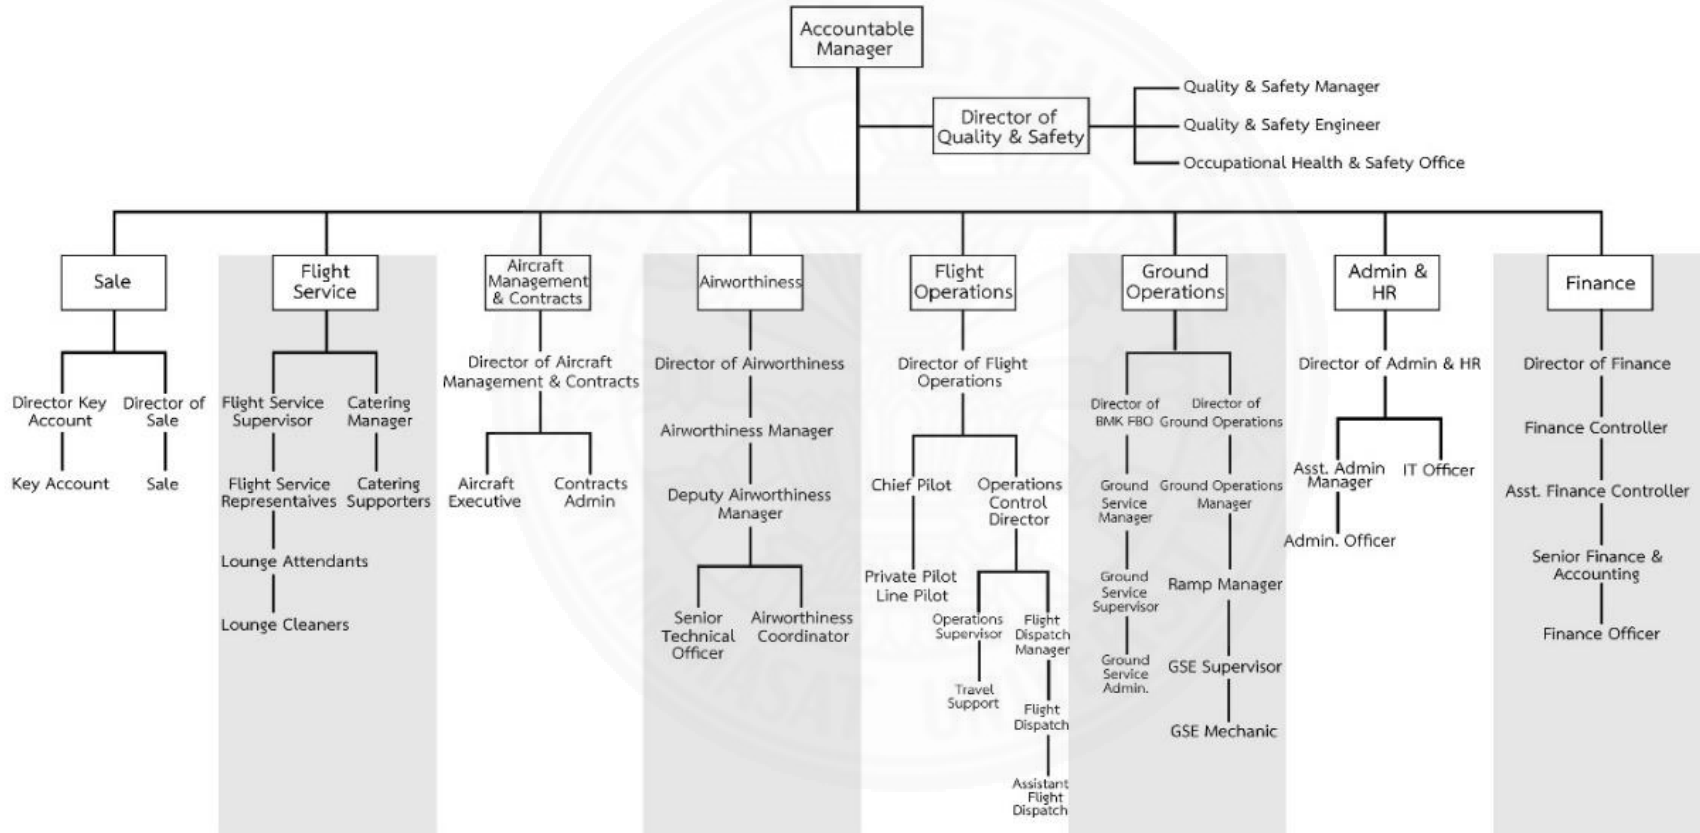 Accountable
Manager
Director of
Quality & Safety
Quality & Safety Manager
Quality & Safety Engineer
Occupational Health & Safety Office
Sale
Director Key
Account
Key Account
Director of
Sale
Sale
Flight
Service
Flight Service
Supervisor
Flight Service
Representaives
Lounge Attendants
Lounge Cleaners
Catering
Manager
Catering
Supporters
Aircraft
Management
& Contracts
Director of Aircraft
Management & Contracts
Aircraft
Executive
Contracts
Admin
Airworthiness
Director of Airworthiness
Airworthiness Manager
Deputy Airworthiness
Manager
Senior
Technical
Officer
Airworthiness
Coordinator
Flight
Operations
Director of Flight
Operations
Chief Pilot
Private Pilot
Line Pilot
Operations
Control
Director
Operations
Supervisor
Travel
Support
Flight
Dispatch
Manager
Flight
Dispatch
Assistant
Flight
Dispatch
Ground
Operations
Director of
BMK FBO
Ground
Service
Manager
Ground
Service
Supervisor
Ground
Service
Admin.
Director of
Ground Operations
Ground Operations
Manager
Ramp Manager
GSE Supervisor
GSE Mechanic
Admin &
HR
Director of Admin & HR
Asst. Admin
Manager
Admin. Officer
IT Officer
Finance
Director of Finance
Finance Controller
Asst. Finance Controller
Senior Finance &
Accounting
Finance Officer